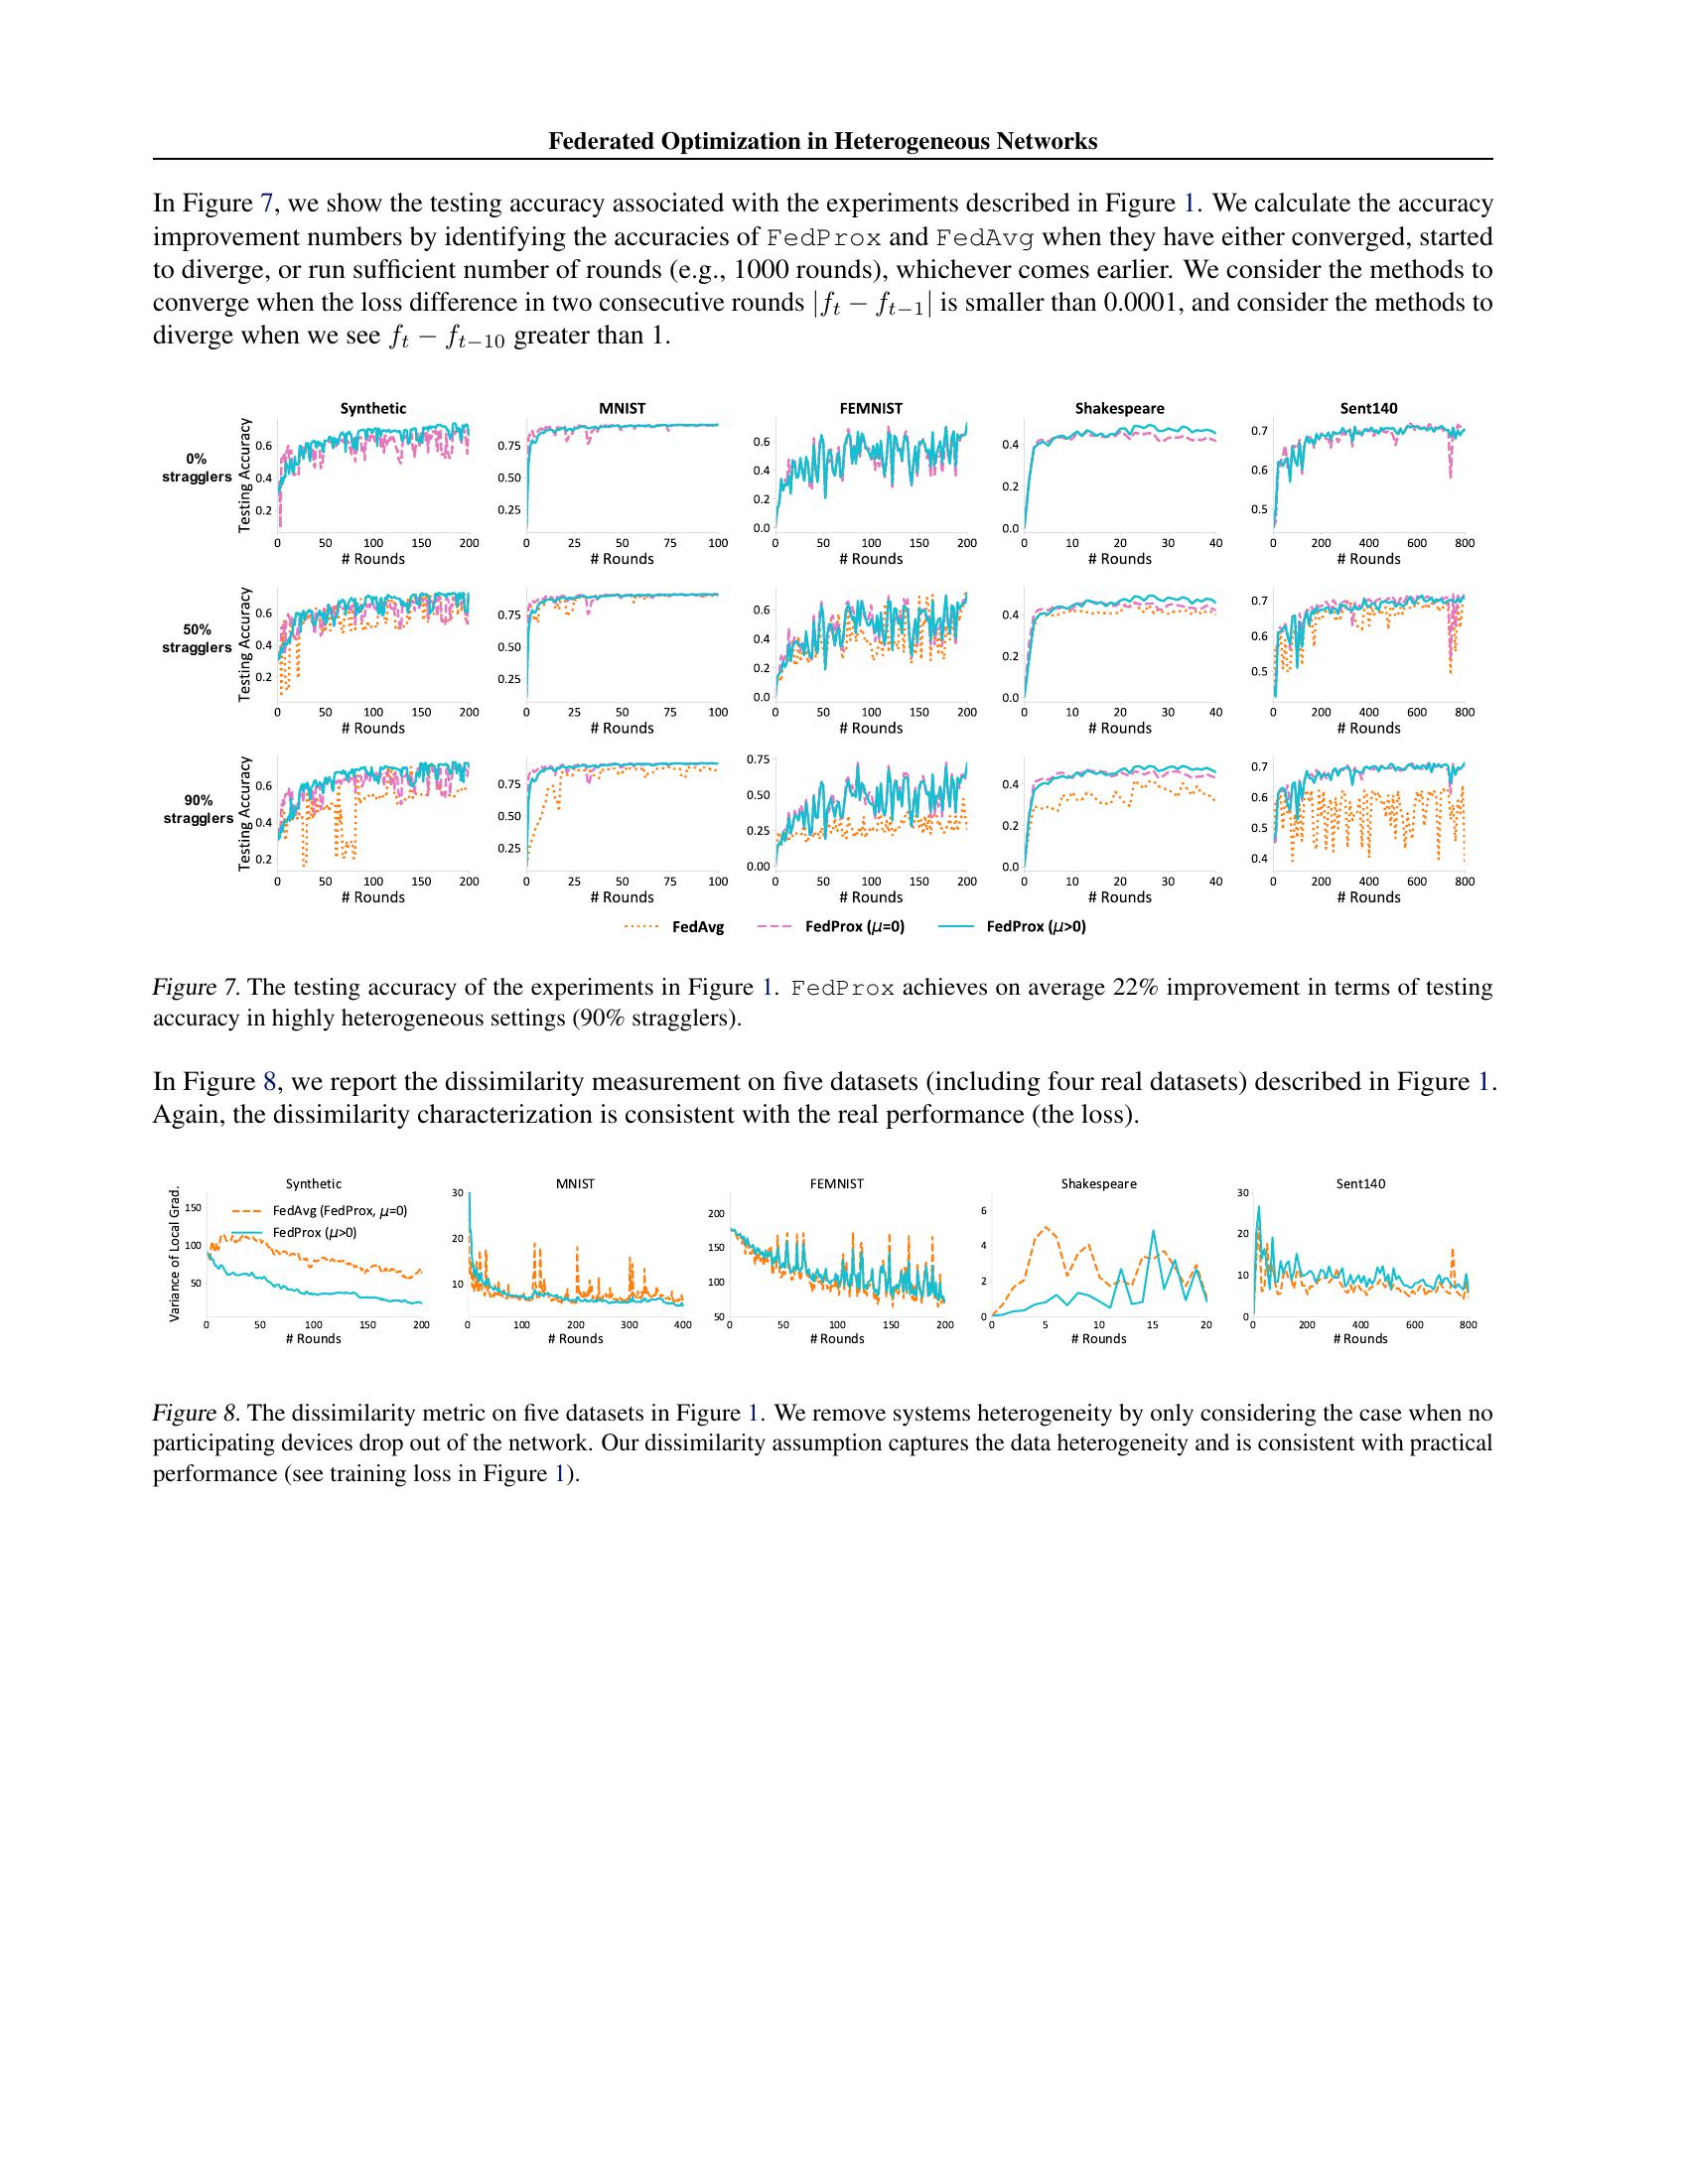 Federated Optimization in Heterogeneous Networks
In Figure 7, we show the testing accuracy associated with the experiments described in Figure 1. We calculate the accuracy
improvement numbers by identifying the accuracies of FedProx and FedAvg when they have either converged, started
to diverge, or run sufficient number of rounds (e.g., 1000 rounds), whichever comes earlier. We consider the methods to
converge when the loss difference in two consecutive rounds |f_t − f_{t−1}| is smaller than 0.0001, and consider the methods to
diverge when we see f_t − f_{t−10} greater than 1.
Synthetic MNIST FEMNIST Shakespeare Sent140
0%
stragglers
Testing Accuracy
0.6 0.4 0.2
0.75 0.50 0.25
0.6 0.4 0.2 0.0
0.4 0.2 0.0
0.7 0.6 0.5
0 50 100 150 200 0 25 50 75 100 0 50 100 150 200 0 10 20 30 40 0 200 400 600 800
# Rounds # Rounds # Rounds # Rounds # Rounds
50%
stragglers
Testing Accuracy
0.6 0.4 0.2
0.75 0.50 0.25
0.6 0.4 0.2 0.0
0.4 0.2 0.0
0.7 0.6 0.5
0 50 100 150 200 0 25 50 75 100 0 50 100 150 200 0 10 20 30 40 0 200 400 600 800
# Rounds # Rounds # Rounds # Rounds # Rounds
90%
stragglers
Testing Accuracy
0.6 0.4 0.2
0.75 0.50 0.25
0.75 0.50 0.25 0.00
0.4 0.2 0.0
0.7 0.6 0.5 0.4
0 50 100 150 200 0 25 50 75 100 0 50 100 150 200 0 10 20 30 40 0 200 400 600 800
# Rounds # Rounds # Rounds # Rounds # Rounds
FedAvg FedProx (μ=0) FedProx (μ>0)
Figure 7. The testing accuracy of the experiments in Figure 1. FedProx achieves on average 22% improvement in terms of testing
accuracy in highly heterogeneous settings (90% stragglers).
In Figure 8, we report the dissimilarity measurement on five datasets (including four real datasets) described in Figure 1.
Again, the dissimilarity characterization is consistent with the real performance (the loss).
Synthetic MNIST FEMNIST Shakespeare Sent140
Variance of Local Grad.
FedAvg (FedProx, μ=0)
FedProx (μ>0)
150 100 50
30 20 10
200 150 100 50
6 4 2 0
30 20 10 0
0 50 100 150 200 0 100 200 300 400 0 50 100 150 200 0 5 10 15 20 0 200 400 600 800
# Rounds # Rounds # Rounds # Rounds # Rounds
Figure 8. The dissimilarity metric on five datasets in Figure 1. We remove systems heterogeneity by only considering the case when no
participating devices drop out of the network. Our dissimilarity assumption captures the data heterogeneity and is consistent with practical
performance (see training loss in Figure 1).